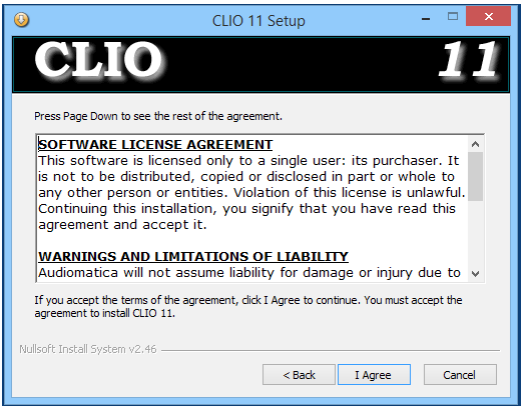 CLIO 11 Setup
CLIO 11
Press Page Down to see the rest of the agreement.
SOFTWARE LICENSE AGREEMENT
This software is licensed only to a single user: its purchaser. It
is not to be distributed, copied or disclosed in part or whole to
any other person or entities. Violation of this license is unlawful.
Continuing this installation, you signify that you have read this
agreement and accept it.
WARNINGS AND LIMITATIONS OF LIABILITY
Audiomatica will not assume liability for damage or injury due to
If you accept the terms of the agreement, click I Agree to continue. You must accept the
agreement to install CLIO 11.
Nullsoft Install System v2.46
< Back I Agree Cancel